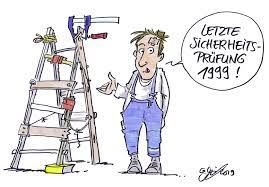 LETZTE
SICHERHEITS-
PRÜFUNG
1999!